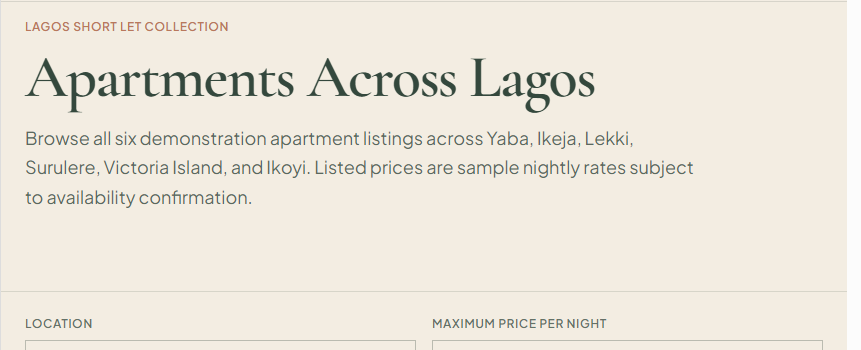 LAGOS SHORT LET COLLECTION
Apartments Across Lagos
Browse all six demonstration apartment listings across Yaba, Ikeja, Lekki,
Surulere, Victoria Island, and Ikoyi. Listed prices are sample nightly rates subject
to availability confirmation.
LOCATION
MAXIMUM PRICE PER NIGHT